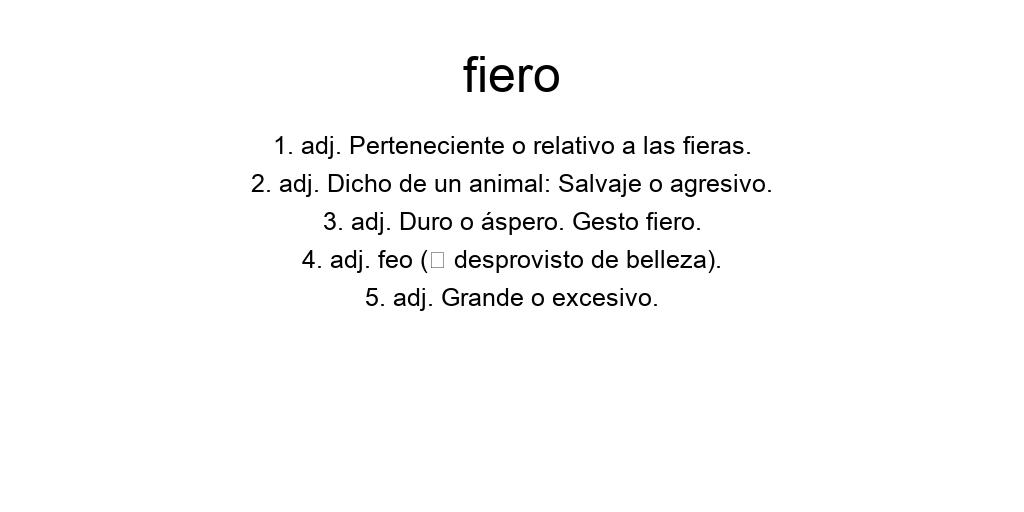 fiero
1. adj. Perteneciente o relativo a las fieras.
2. adj. Dicho de un animal: Salvaje o agresivo.
3. adj. Duro o áspero. Gesto fiero.
4. adj. feo (□ desprovisto de belleza).
5. adj. Grande o excesivo.